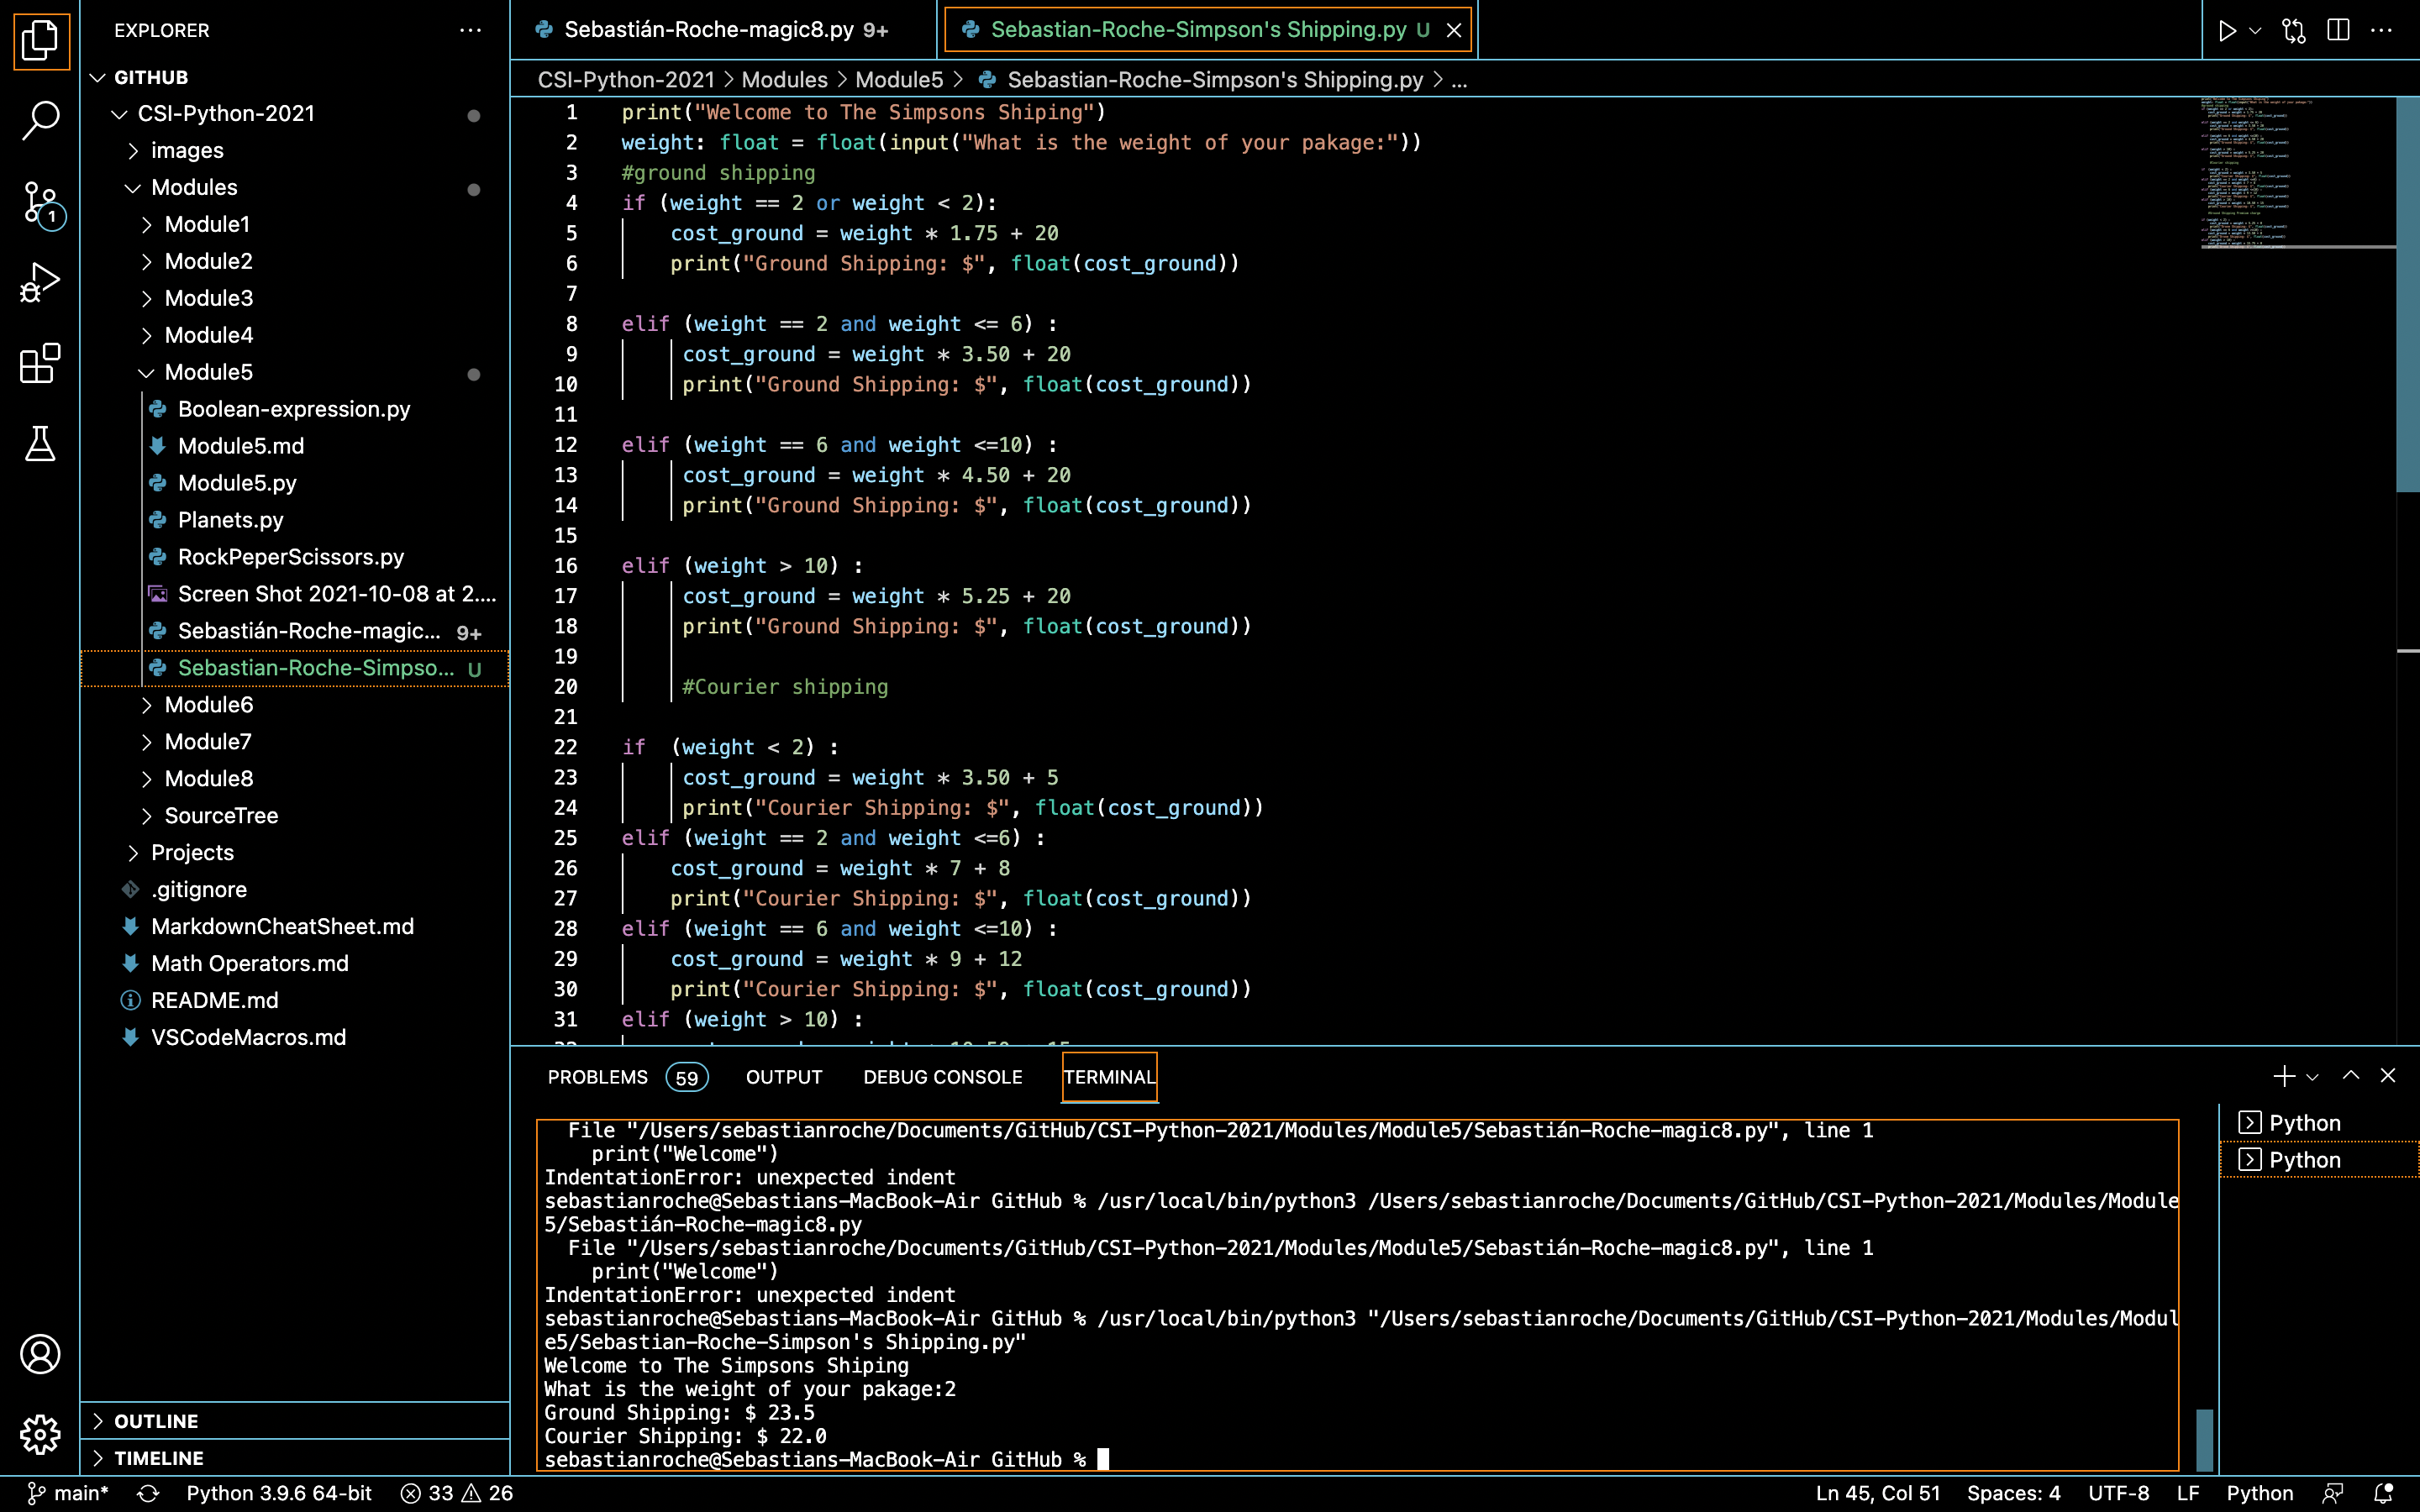 EXPLORER
GITHUB
CSI-Python-2021
images
Modules
Module1
Module2
Module3
Module4
Module5
Boolean-expression.py
Module5.md
Module5.py
Planets.py
RockPeperScissors.py
Screen Shot 2021-10-08 at 2....
Sebastián-Roche-magic... 9+
Sebastian-Roche-Simpso... U
Module6
Module7
Module8
SourceTree
Projects
.gitignore
MarkdownCheatSheet.md
Math Operators.md
README.md
VSCodeMacros.md
OUTLINE
TIMELINE
1
Sebastián-Roche-magic8.py 9+
Sebastian-Roche-Simpson's Shipping.py U
CSI-Python-2021 > Modules > Module5 > Sebastian-Roche-Simpson's Shipping.py > ...
1 print("Welcome to The Simpsons Shiping")
2 weight: float = float(input("What is the weight of your pakage:"))
3 #ground shipping
4 if (weight == 2 or weight < 2):
5 cost_ground = weight * 1.75 + 20
6 print("Ground Shipping: $", float(cost_ground))
7
8 elif (weight == 2 and weight <= 6) :
9 cost_ground = weight * 3.50 + 20
10 print("Ground Shipping: $", float(cost_ground))
11
12 elif (weight == 6 and weight <=10) :
13 cost_ground = weight * 4.50 + 20
14 print("Ground Shipping: $", float(cost_ground))
15
16 elif (weight > 10) :
17 cost_ground = weight * 5.25 + 20
18 print("Ground Shipping: $", float(cost_ground))
19
20 #Courier shipping
21
22 if (weight < 2) :
23 cost_ground = weight * 3.50 + 5
24 print("Courier Shipping: $", float(cost_ground))
25 elif (weight == 2 and weight <=6) :
26 cost_ground = weight * 7 + 8
27 print("Courier Shipping: $", float(cost_ground))
28 elif (weight == 6 and weight <=10) :
29 cost_ground = weight * 9 + 12
30 print("Courier Shipping: $", float(cost_ground))
31 elif (weight > 10) :
PROBLEMS 59 OUTPUT DEBUG CONSOLE TERMINAL
File "/Users/sebastianroche/Documents/GitHub/CSI-Python-2021/Modules/Module5/Sebastián-Roche-magic8.py", line 1
print("Welcome")
IndentationError: unexpected indent
sebastianroche@Sebastians-MacBook-Air GitHub % /usr/local/bin/python3 /Users/sebastianroche/Documents/GitHub/CSI-Python-2021/Modules/Module
5/Sebastián-Roche-magic8.py
File "/Users/sebastianroche/Documents/GitHub/CSI-Python-2021/Modules/Module5/Sebastián-Roche-magic8.py", line 1
print("Welcome")
IndentationError: unexpected indent
sebastianroche@Sebastians-MacBook-Air GitHub % /usr/local/bin/python3 "/Users/sebastianroche/Documents/GitHub/CSI-Python-2021/Modules/Modul
e5/Sebastian-Roche-Simpson's Shipping.py"
Welcome to The Simpsons Shiping
What is the weight of your pakage:2
Ground Shipping: $ 23.5
Courier Shipping: $ 22.0
sebastianroche@Sebastians-MacBook-Air GitHub %
Python
Python
main* Python 3.9.6 64-bit 33 26 Ln 45, Col 51 Spaces: 4 UTF-8 LF Python